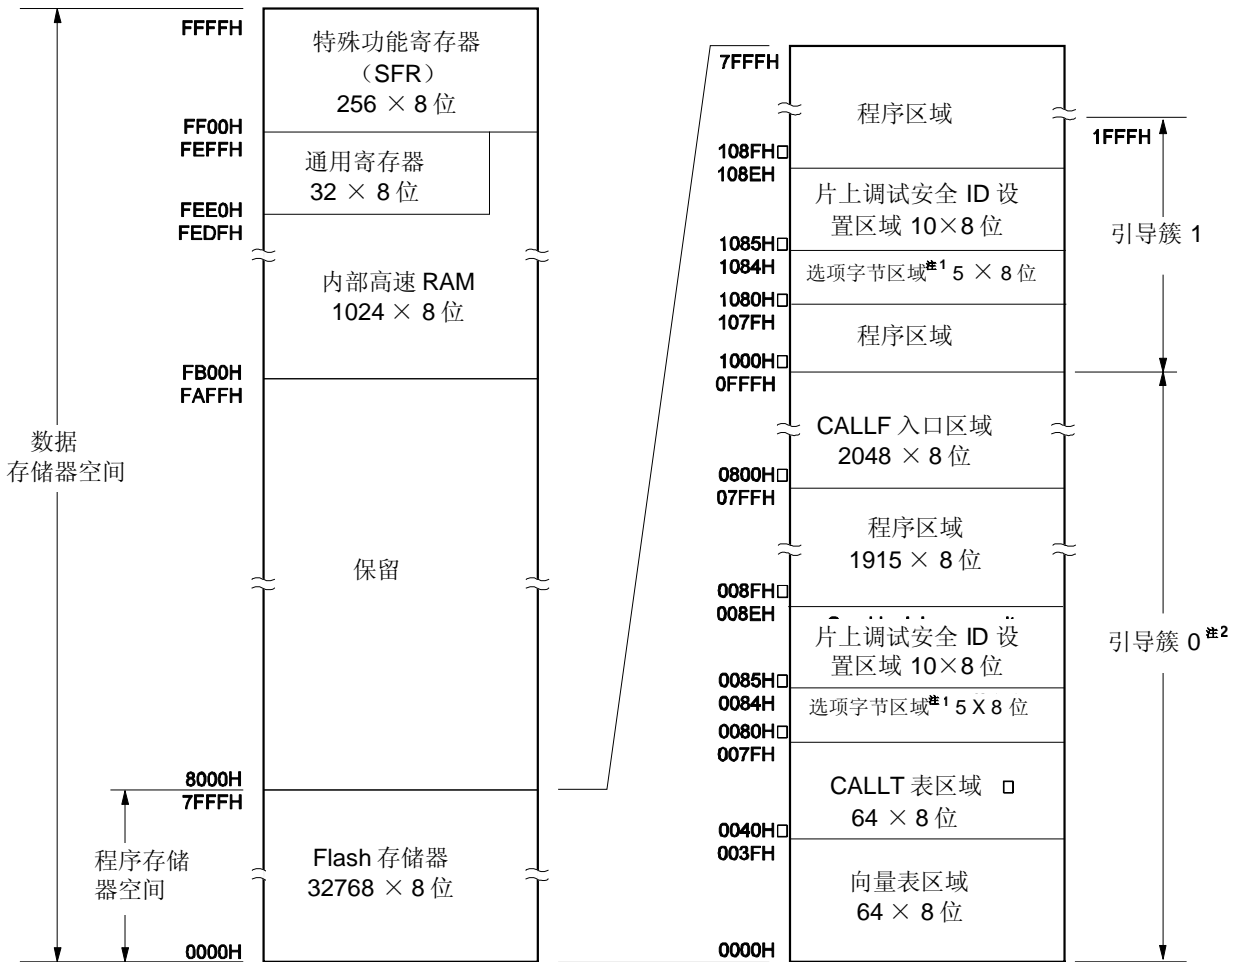 FFFFH
特殊功能寄存器
（SFR）
256 × 8 位
FF00H
FEFFH
通用寄存器
32 × 8 位
FEE0H
FEDFH
内部高速 RAM
1024 × 8 位
FB00H
FAFFH
数据
存储器空间
保留
8000H
7FFFH
程序存储
器空间
Flash 存储器
32768 × 8 位
0000H
7FFFH
程序区域
1FFFH
108FH
108EH
片上调试安全 ID 设
置区域 10×8 位
引导簇 1
1085H
1084H
选项字节区域注1 5 × 8 位
1080H
107FH
程序区域
1000H
0FFFH
CALLF 入口区域
2048 × 8 位
0800H
07FFH
程序区域
1915 × 8 位
008FH
008EH
片上调试安全 ID 设
置区域 10×8 位
引导簇 0注2
0085H
0084H
选项字节区域注1 5 X 8 位
0080H
007FH
CALLT 表区域
64 × 8 位
0040H
003FH
向量表区域
64 × 8 位
0000H